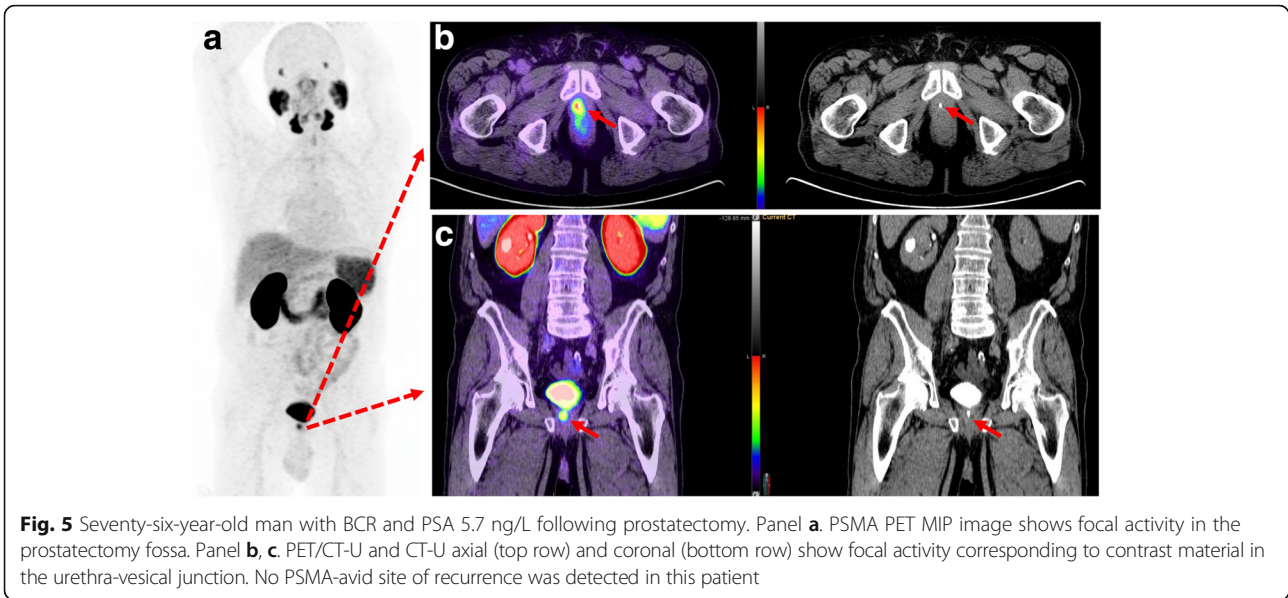 a
b
L
R
c
-128.85 mm
Current CT
L
R
Fig. 5 Seventy-six-year-old man with BCR and PSA 5.7 ng/L following prostatectomy. Panel a. PSMA PET MIP image shows focal activity in the
prostatectomy fossa. Panel b, c. PET/CT-U and CT-U axial (top row) and coronal (bottom row) show focal activity corresponding to contrast material in
the urethra-vesical junction. No PSMA-avid site of recurrence was detected in this patient